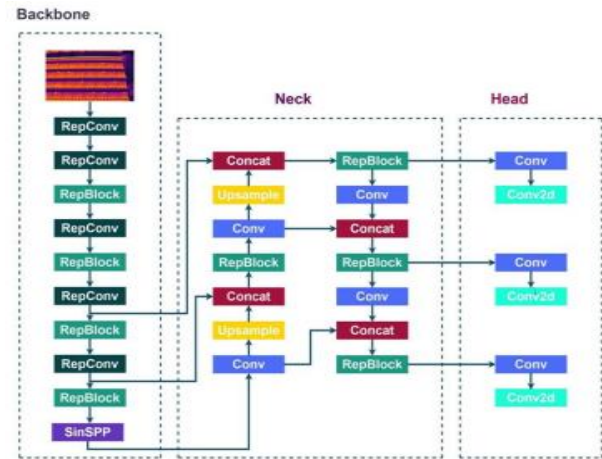 Backbone
RepConv
RepConv
RepBlock
RepConv
RepBlock
RepConv
RepBlock
RepConv
RepBlock
SinSPP
Neck
Concat
Upsample
Conv
RepBlock
Concat
Upsample
Conv
RepBlock
Conv
Concat
RepBlock
Conv
Concat
RepBlock
Head
Conv
Conv2d
Conv
Conv2d
Conv
Conv2d